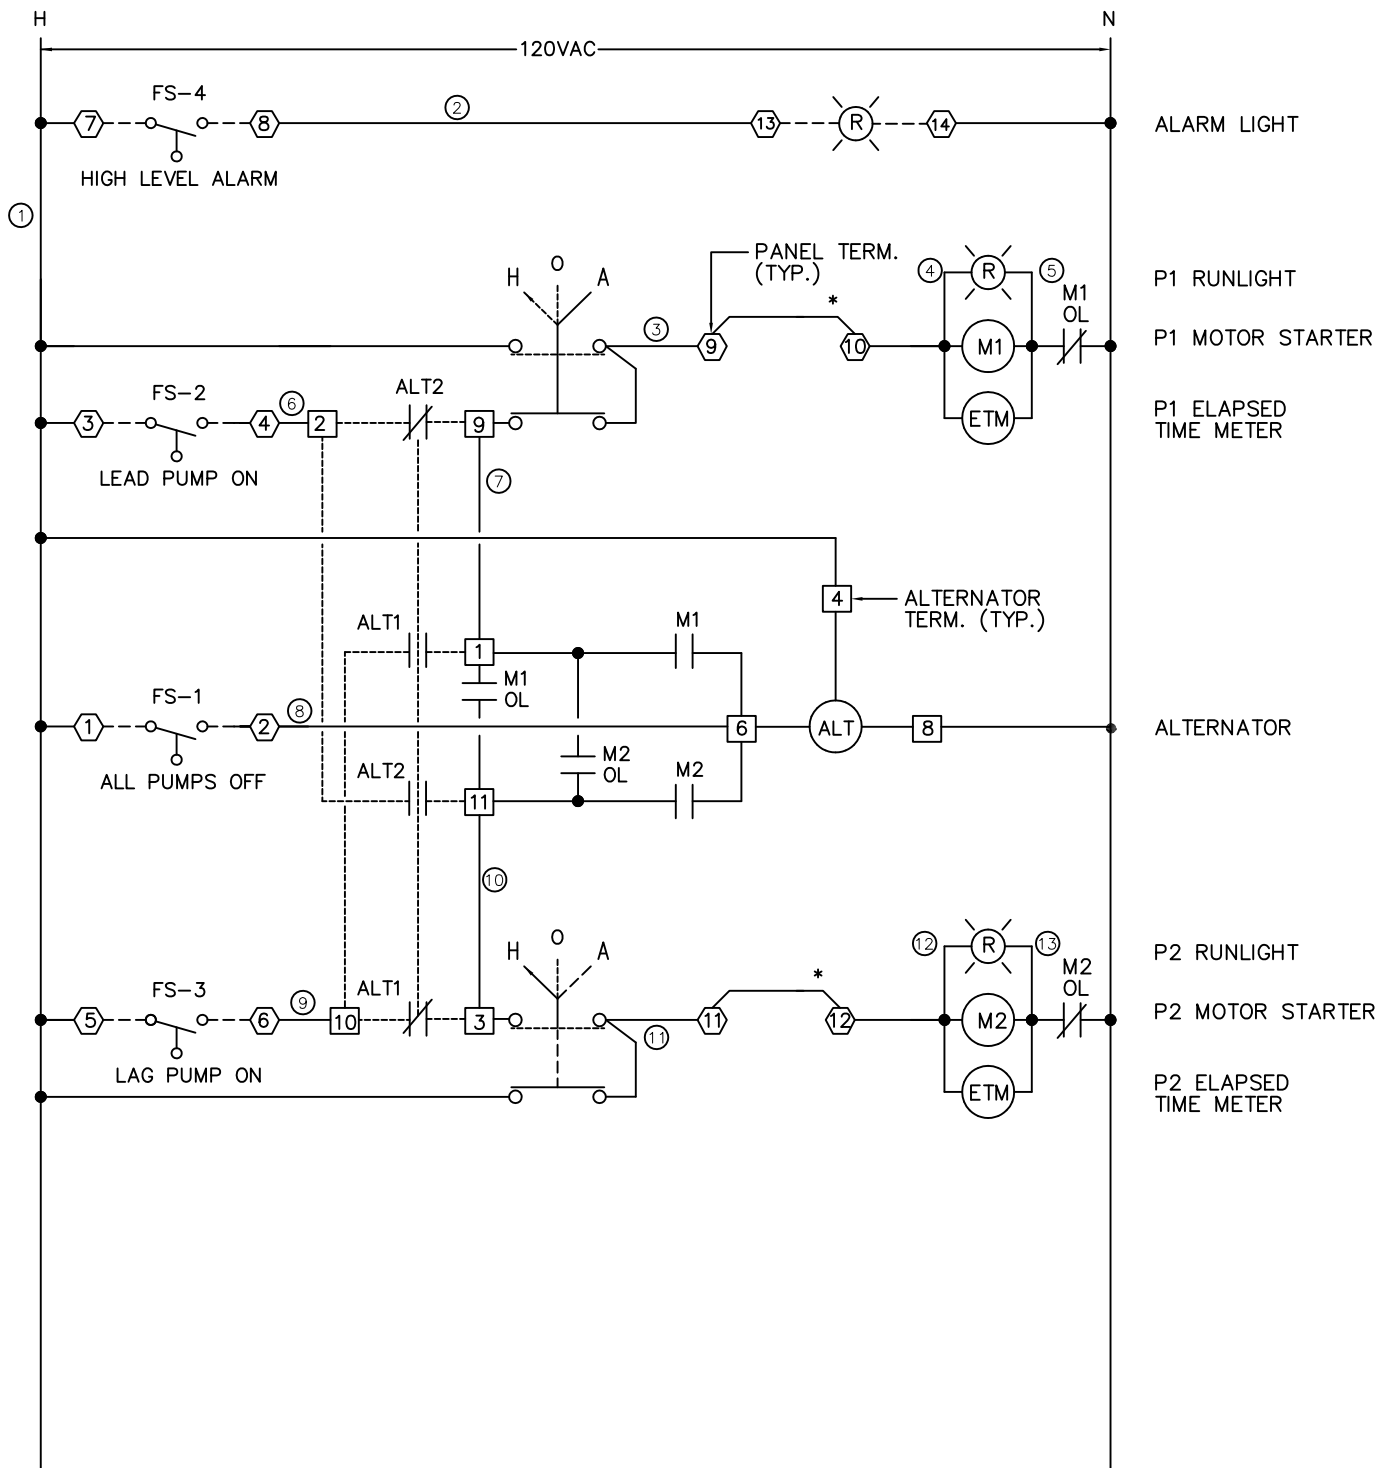 H
N
120VAC
FS-4
2
7
8
13
R
14
ALARM LIGHT
HIGH LEVEL ALARM
1
H
O
A
PANEL TERM.
(TYP.)
*
4
R
5
P1 RUNLIGHT
M1
OL
3
9
10
M1
P1 MOTOR STARTER
FS-2
6
ALT2
3
4
2
9
ETM
P1 ELAPSED
TIME METER
LEAD PUMP ON
7
4
ALTERNATOR
TERM. (TYP.)
ALT1
M1
1
M1
OL
FS-1
8
1
2
6
ALT
8
ALTERNATOR
M2
OL
ALL PUMPS OFF
ALT2
M2
11
10
H
O
A
*
12
R
13
P2 RUNLIGHT
M2
OL
FS-3
9
ALT1
5
6
10
3
11
11
12
M2
P2 MOTOR STARTER
LAG PUMP ON
ETM
P2 ELAPSED
TIME METER